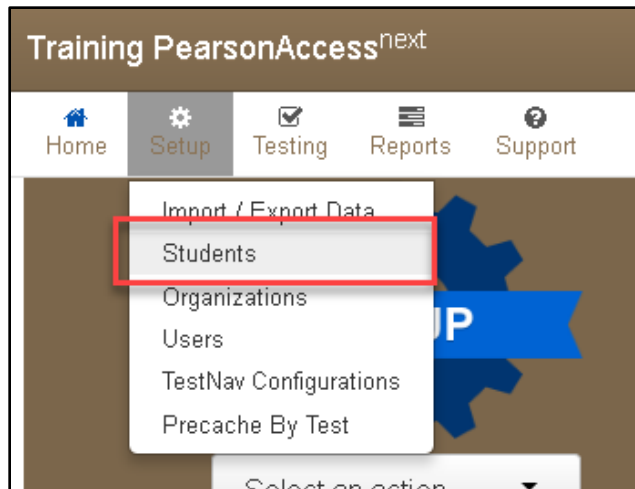 Training PearsonAccessnext
Home Setup Testing Reports Support
Import / Export Data
Students
Organizations
Users
UP
TestNav Configurations
Precache By Test
Select an action